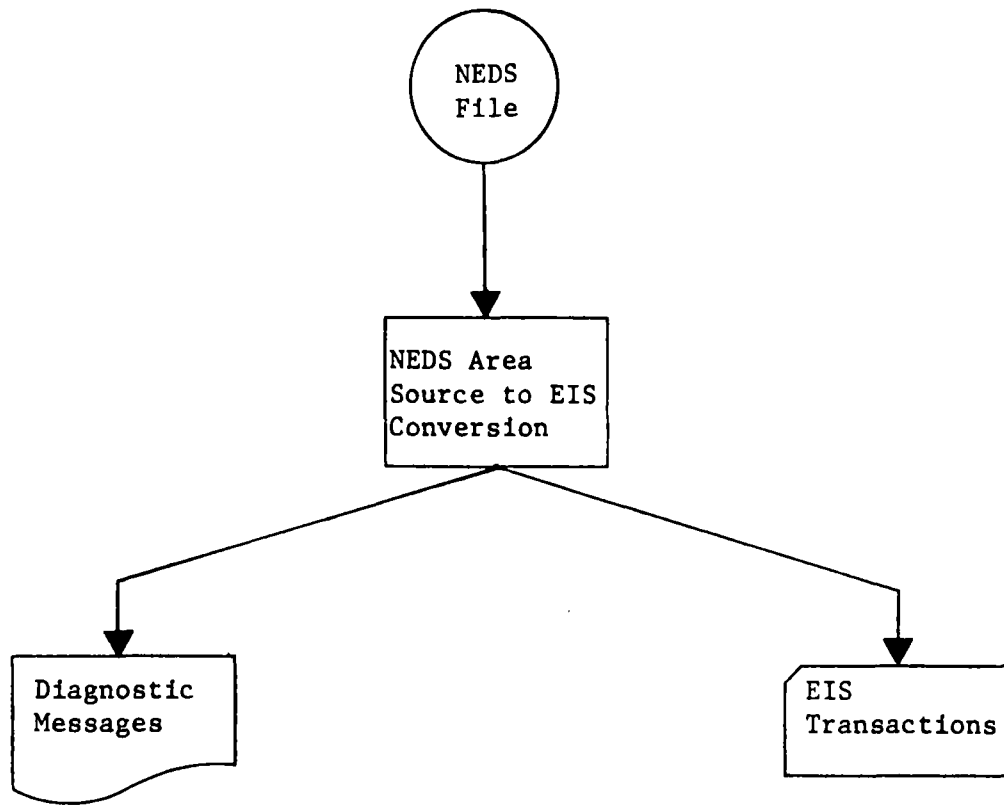 NEDS
File
NEDS Area
Source to EIS
Conversion
Diagnostic
Messages
EIS
Transactions